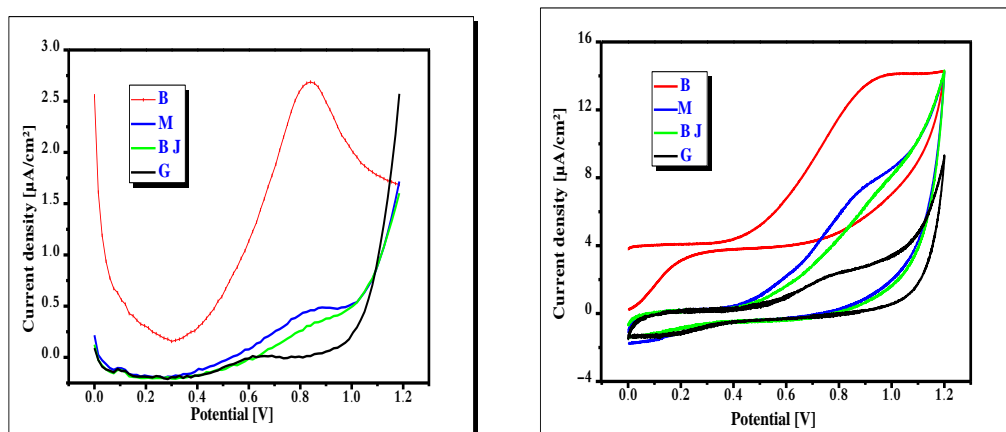 3.0
2.5
2.0
1.5
1.0
0.5
0.0
Current density [µA/cm²]
B
M
B J
G
0.0 0.2 0.4 0.6 0.8 1.0 1.2
Potential [V]
16
12
8
4
0
−4
Current density [µA/cm²]
B
M
B J
G
0.0 0.2 0.4 0.6 0.8 1.0 1.2
Potential [V]